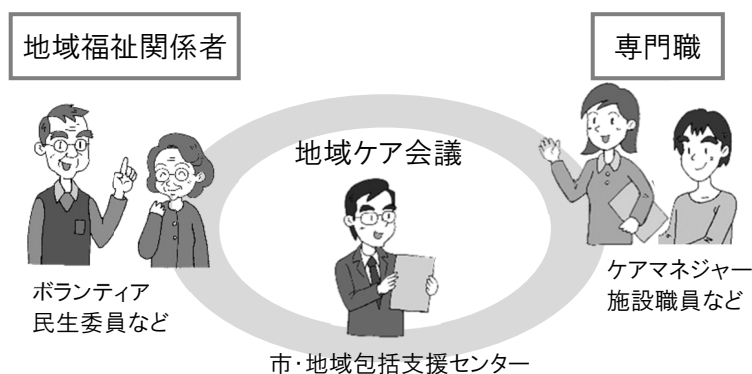 地域福祉関係者
専門職
地域ケア会議
ボランティア
民生委員など
ケアマネジャー
施設職員など
市･地域包括支援センター